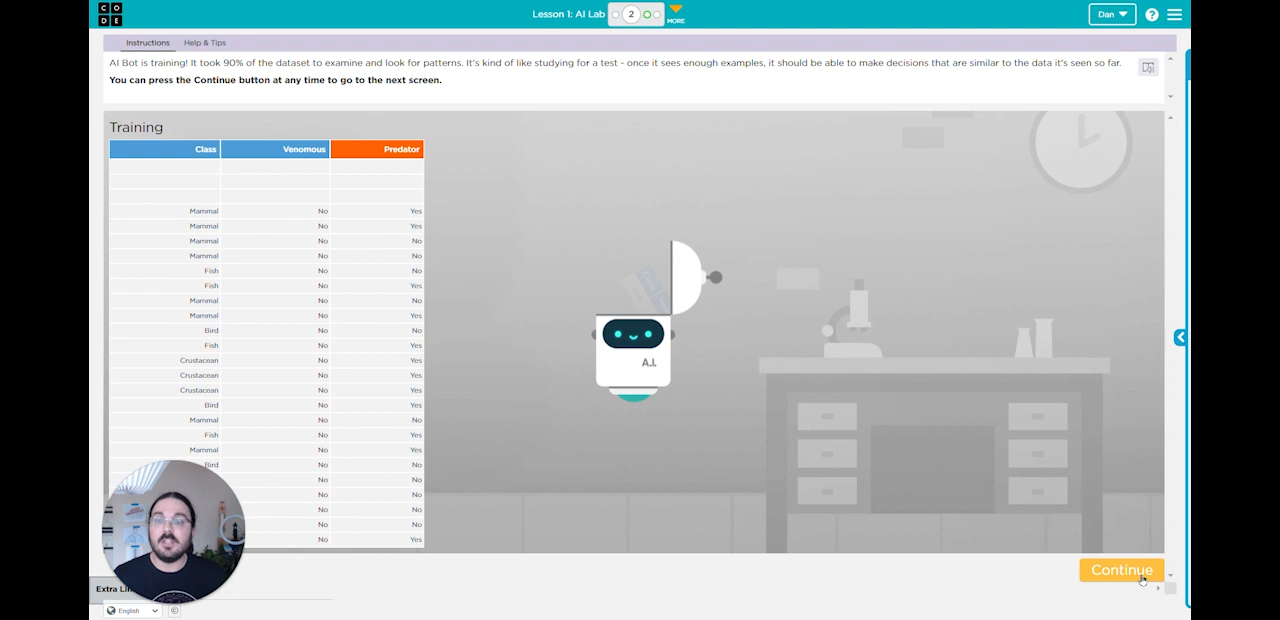 C O
D E
Lesson 1: AI Lab
2
MORE
Dan
?
Instructions
Help & Tips
AI Bot is training! It took 90% of the dataset to examine and look for patterns. It's kind of like studying for a test - once it sees enough examples, it should be able to make decisions that are similar to the data it's seen so far.
You can press the Continue button at any time to go to the next screen.
Training
Class Venomous Predator
Mammal No Yes
Mammal No Yes
Mammal No No
Mammal No No
Fish No No
Fish No Yes
Mammal No No
Mammal No Yes
Bird No No
Fish No Yes
Crustacean No Yes
Crustacean No Yes
Crustacean No Yes
Bird No Yes
Mammal No No
Fish No Yes
Mammal No Yes
Bird No No
No No
No No
No No
No No
No Yes
A.I.
Continue
Extra
English
©